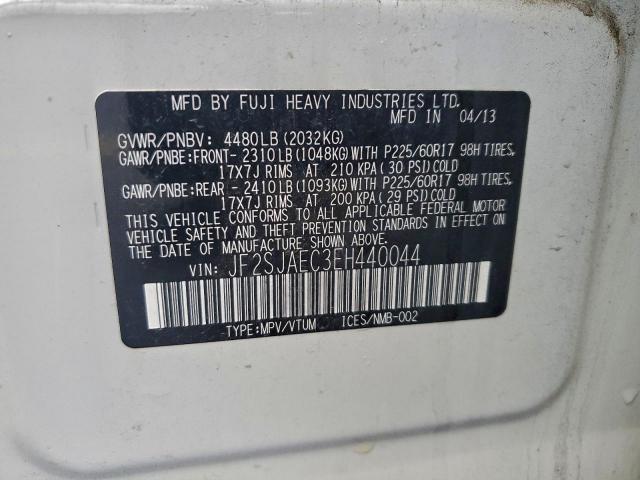 MFD BY FUJI HEAVY INDUSTRIES LTD.
MFD IN 04/13
GVWR/PNBV: 4480LB(2032KG)
GAWR/PNBE:FRONT- 2310LB(1048KG)WITH P225/60R17 98H TIRES,
17X7J RIMS AT 210 KPA(30 PSI)COLD
GAWR/PNBE:REAR - 2410LB(1093KG)WITH P225/60R17 98H TIRES,
17X7J RIMS AT 200 KPA(29 PSI)COLD
THIS VEHICLE CONFORMS TO ALL APPLICABLE FEDERAL MOTOR
VEHICLE SAFETY AND THEFT PREVENTION STANDARDS IN EFFECT ON
THE DATE OF MANUFACTURE SHOWN ABOVE.
VIN: JF2SJAEC3EH440044
TYPE:MPV/VTUM ICES/NMB-002